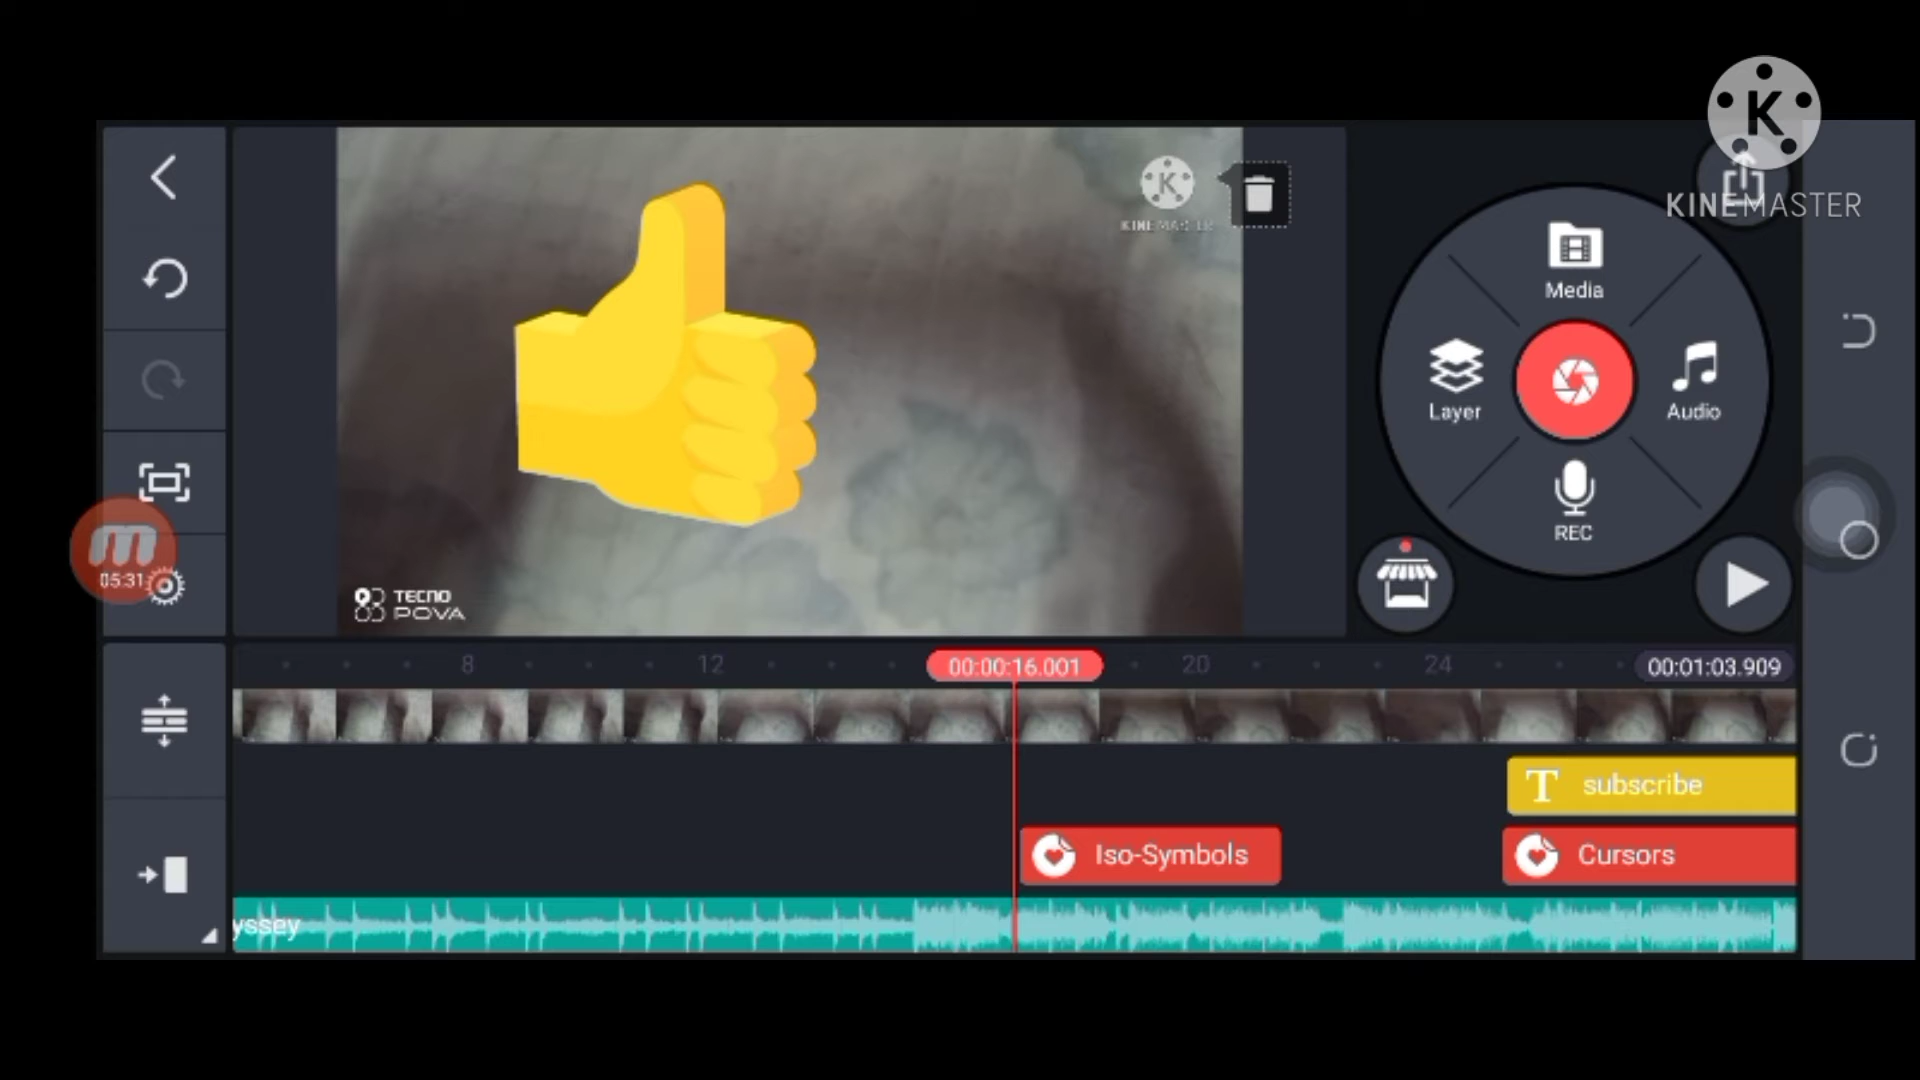 KINEMASTER
KINEMASTER
Media
Layer
Audio
REC
05:31
TECNO
POVA
8
12
00:00:16.001
20
24
00:01:03.909
subscribe
Iso-Symbols
Cursors
yssey